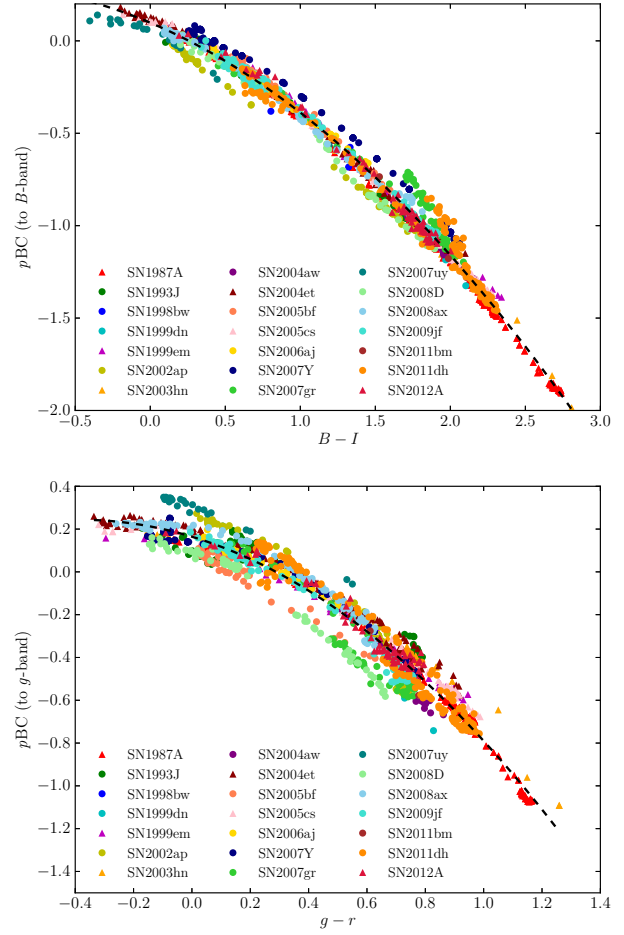 0.0
−0.5
−1.0
−1.5
−2.0
pBC (to B-band)
SN1987A SN2004aw SN2007uy
SN1993J SN2004et SN2008D
SN1998bw SN2005bf SN2008ax
SN1999dn SN2005cs SN2009jf
SN1999em SN2006aj SN2011bm
SN2002ap SN2007Y SN2011dh
SN2003hn SN2007gr SN2012A
−0.5 0.0 0.5 1.0 1.5 2.0 2.5 3.0
B − I
0.4
0.2
0.0
−0.2
−0.4
−0.6
−0.8
−1.0
−1.2
−1.4
pBC (to g-band)
SN1987A SN2004aw SN2007uy
SN1993J SN2004et SN2008D
SN1998bw SN2005bf SN2008ax
SN1999dn SN2005cs SN2009jf
SN1999em SN2006aj SN2011bm
SN2002ap SN2007Y SN2011dh
SN2003hn SN2007gr SN2012A
−0.4 −0.2 0.0 0.2 0.4 0.6 0.8 1.0 1.2 1.4
g − r